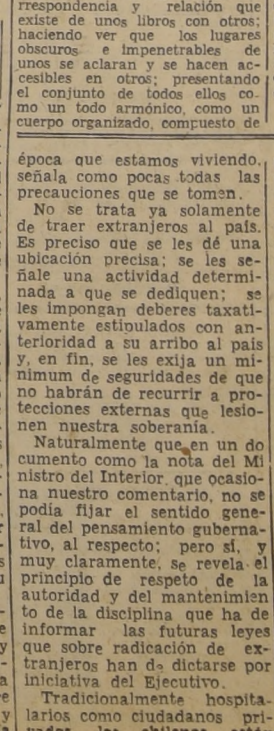 rrespondencia y relación que
existe de unos libros con otros;
haciendo ver que los lugares
obscuros e impenetrables de
unos se aclaran y se hacen ac-
cesibles en otros; presentando
el conjunto de todos ellos co-
mo un todo armónico, como un
cuerpo organizado, compuesto de
época que estamos viviendo,
señala como pocas todas las
precauciones que se tomen.
No se trata ya solamente
de traer extranjeros al país.
Es preciso que se les dé una
ubicación precisa; se les se-
ñale una actividad determi-
nada a que se dediquen; se
les impongan deberes taxati-
vamente estipulados con an-
terioridad a su arribo al país
y, en fin, se les exija un mí-
nimum de seguridades de que
no habrán de recurrir a pro-
tecciones externas que lesio-
nen nuestra soberanía.
Naturalmente que en un do
cumento como la nota del Mi
nistro del Interior, que ocasio-
na nuestro comentario, no se
podía fijar el sentido gene-
ral del pensamiento guberna-
tivo, al respecto; pero sí, y
muy claramente, se revela el
principio de respeto de la
autoridad y del mantenimien
to de la disciplina que ha de
informar las futuras leyes
que sobre radicación de ex-
tranjeros han de dictarse por
iniciativa del Ejecutivo.
Tradicionalmente hospita-
larios como ciudadanos pri-